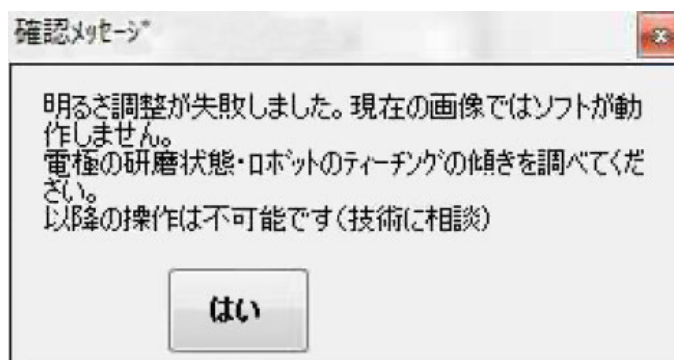 確認ﾒｯｾｰｼﾞ
明るさ調整が失敗しました。現在の画像ではソフトが動
作しません。
電極の研磨状態・ﾛﾎﾞｯﾄのﾃｨｰﾁﾝｸﾞの傾きを調べてくだ
さい。
以降の操作は不可能です(技術に相談)
はい